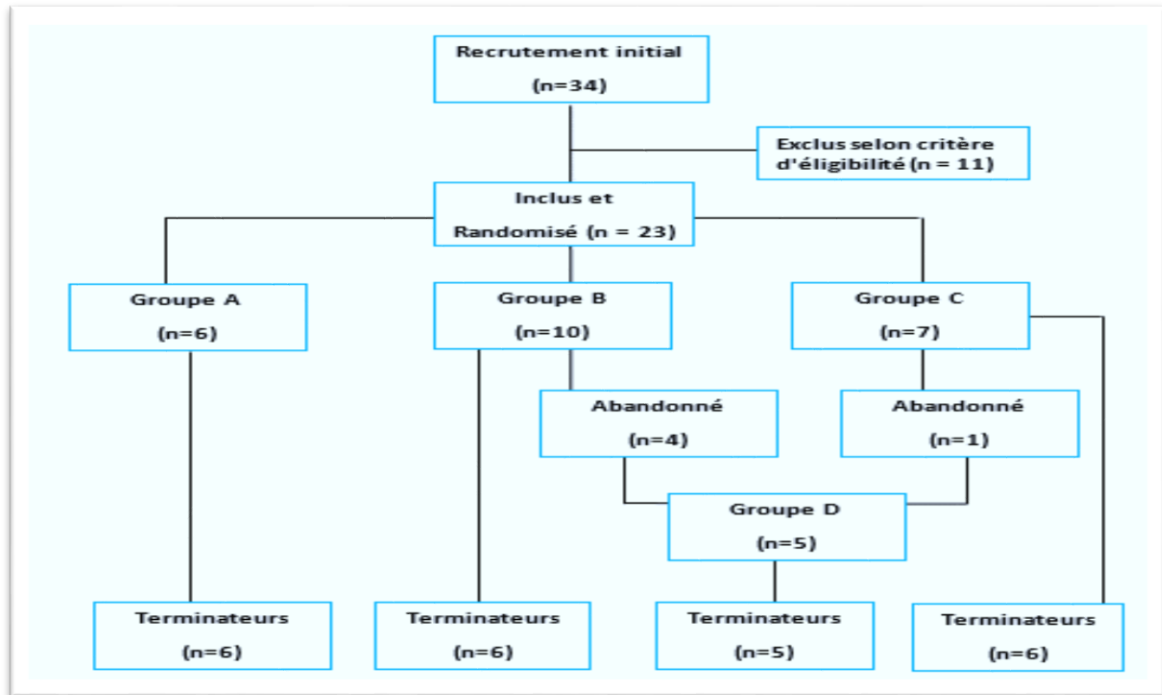 Recrutement initial
(n=34)
Exclus selon critère
d'éligibilité (n = 11)
Inclus et
Randomisé (n = 23)
Groupe A
(n=6)
Groupe B
(n=10)
Groupe C
(n=7)
Abandonné
(n=4)
Abandonné
(n=1)
Groupe D
(n=5)
Terminateurs
(n=6)
Terminateurs
(n=6)
Terminateurs
(n=5)
Terminateurs
(n=6)